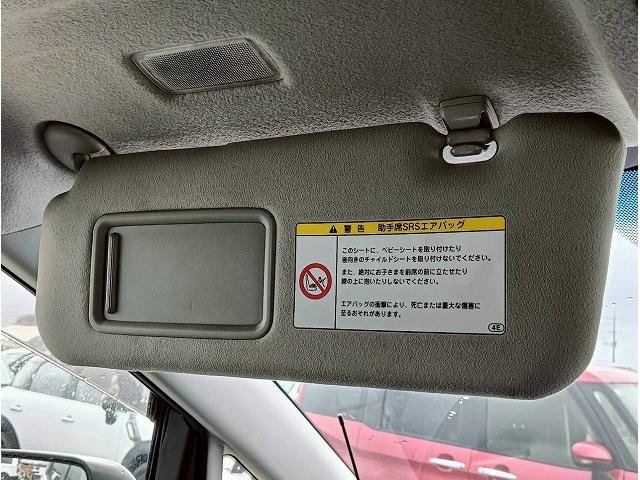 警告 助手席SRSエアバッグ
このシートに、ベビーシートを取り付けたり
後向きのチャイルドシートを取り付けないでください。
また、絶対にお子さまを前席の前に立たせたり
膝の上に抱いたりしないでください。
エアバッグの衝撃により、死亡または重大な傷害に
至るおそれがあります。
4E